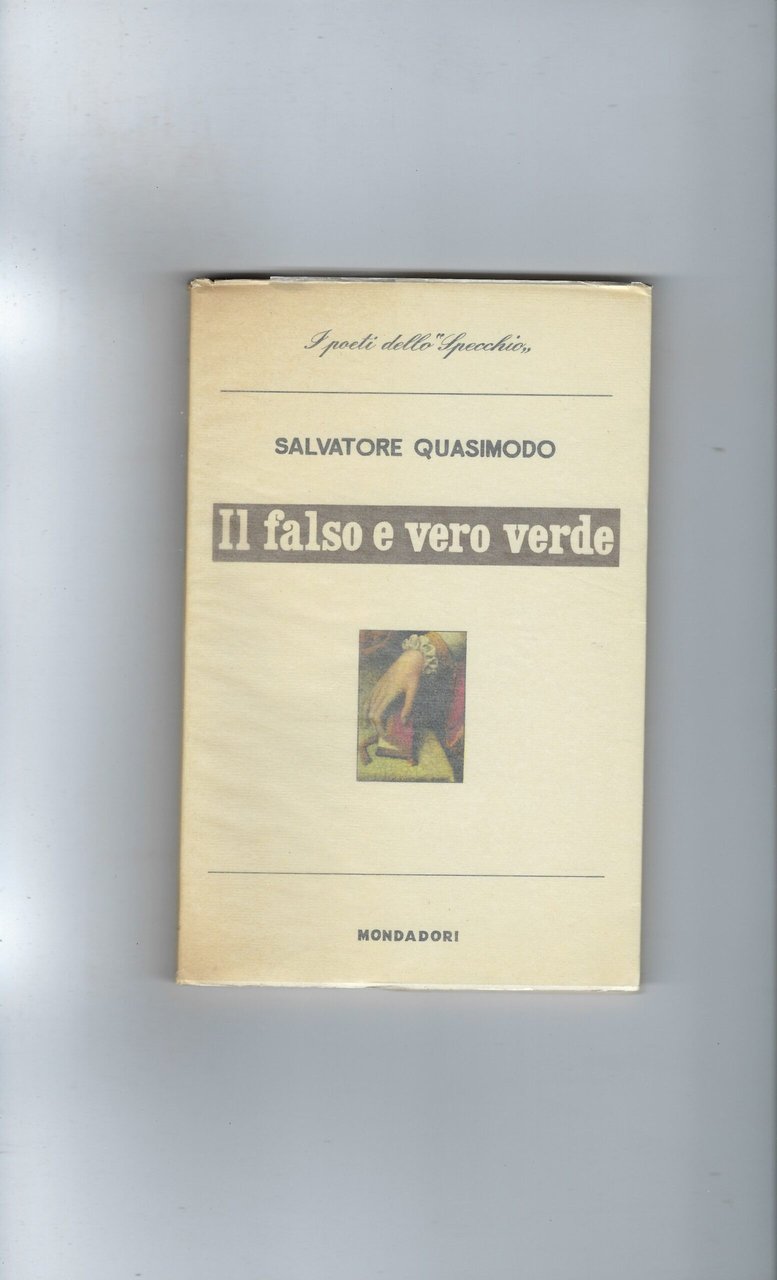 I poeti dello "Specchio„
SALVATORE QUASIMODO
Il falso e vero verde
MONDADORI